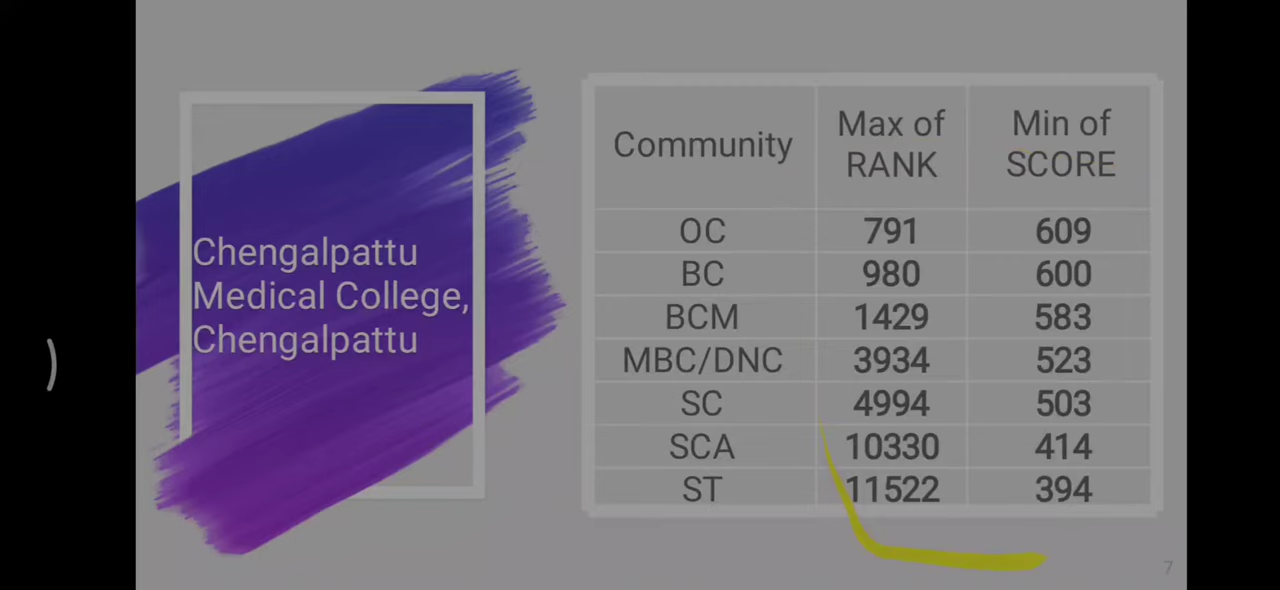 Chengalpattu
Medical College,
Chengalpattu
Community Max of RANK Min of SCORE
OC 791 609
BC 980 600
BCM 1429 583
MBC/DNC 3934 523
SC 4994 503
SCA 10330 414
ST 11522 394
7